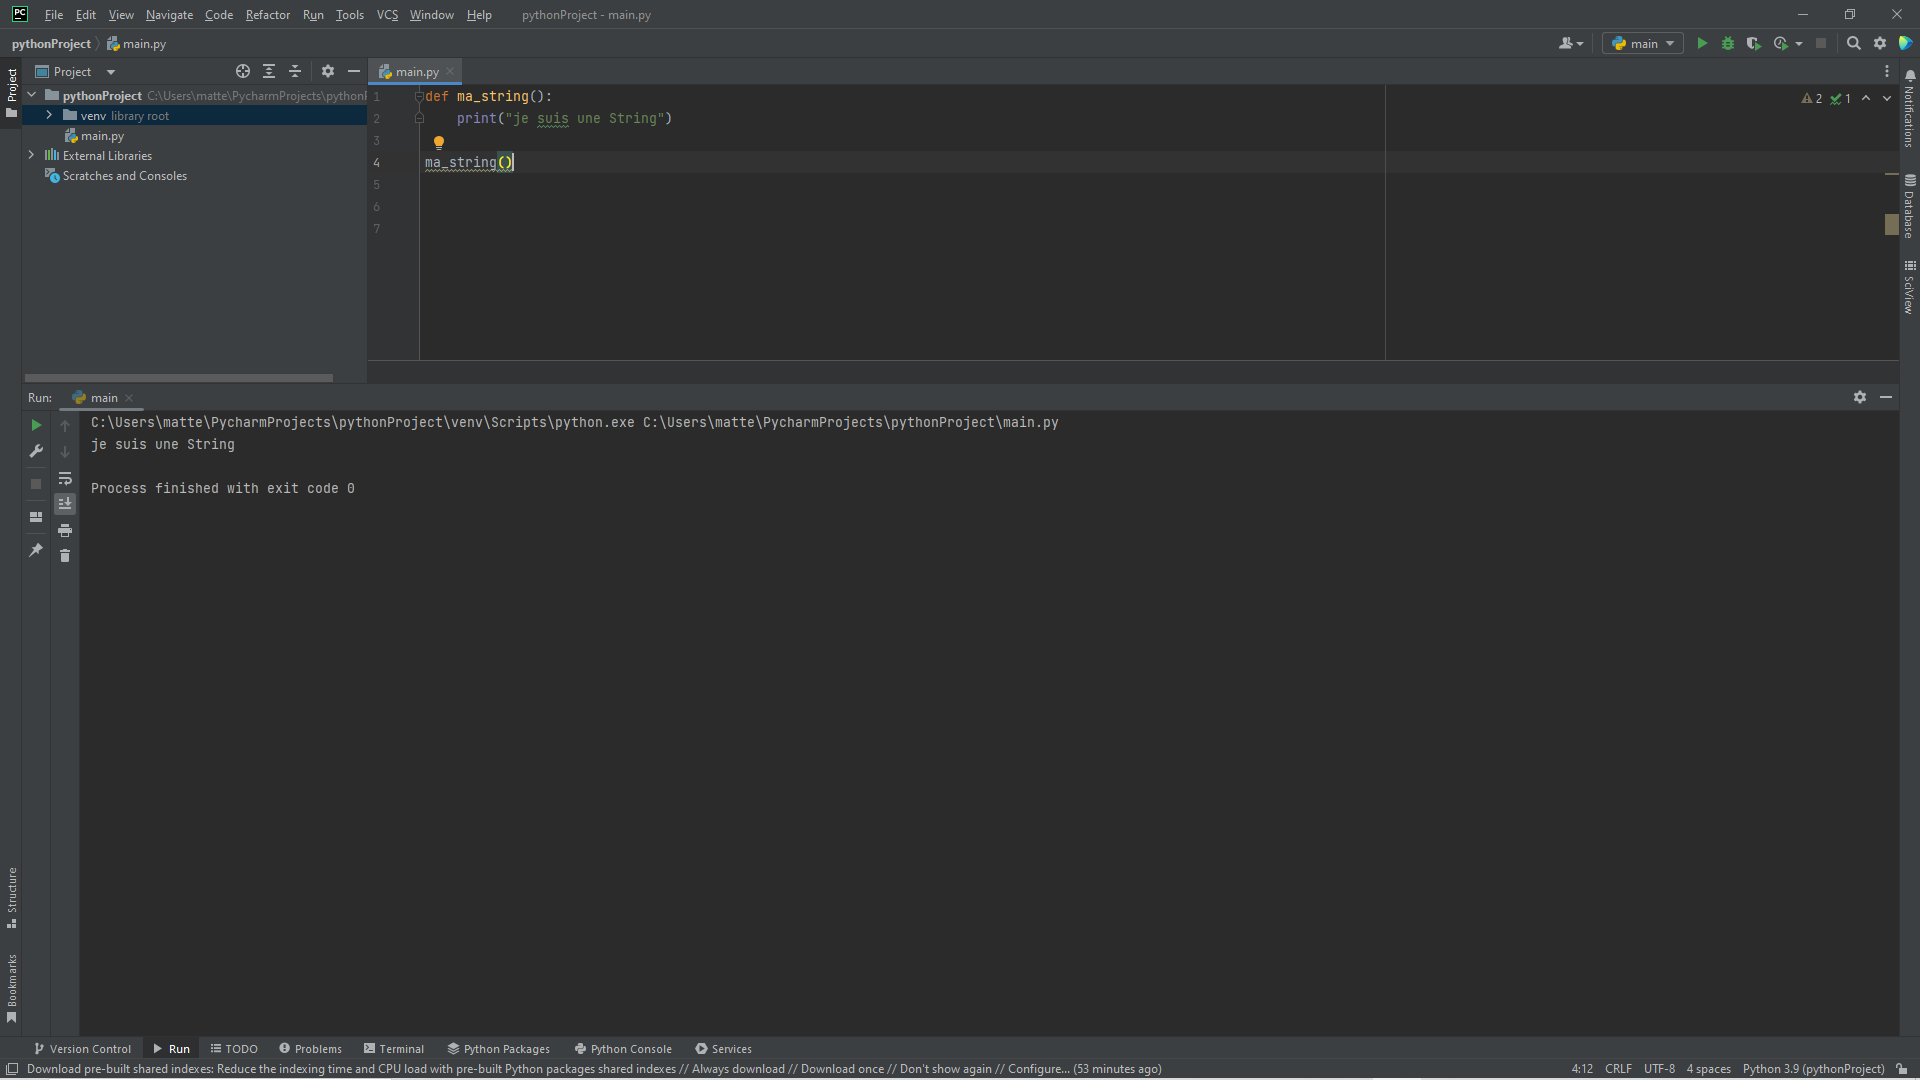 PC File Edit View Navigate Code Refactor Run Tools VCS Window Help pythonProject - main.py
pythonProject main.py main
Project
Project main.py
pythonProject C:\Users\matte\PycharmProjects\python
venv library root
main.py
External Libraries
Scratches and Consoles
1 def ma_string():
2 print("je suis une String")
3
4 ma_string()
5
6
7
2 1
Notifications
Database
SciView
Run: main
C:\Users\matte\PycharmProjects\pythonProject\venv\Scripts\python.exe C:\Users\matte\PycharmProjects\pythonProject\main.py
je suis une String
Process finished with exit code 0
Structure
Bookmarks
Version Control Run TODO Problems Terminal Python Packages Python Console Services
Download pre-built shared indexes: Reduce the indexing time and CPU load with pre-built Python packages shared indexes // Always download // Download once // Don't show again // Configure... (53 minutes ago) 4:12 CRLF UTF-8 4 spaces Python 3.9 (pythonProject)